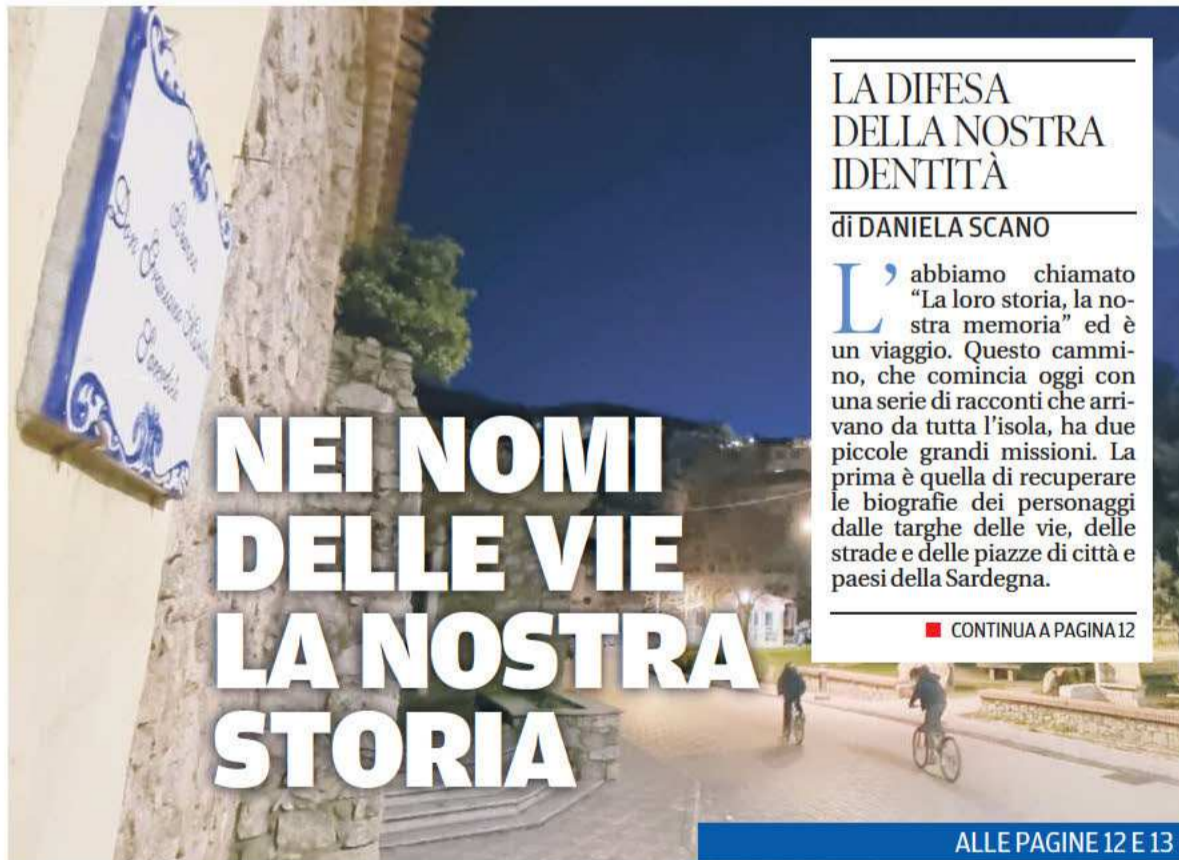 Piazza
Don
NEI NOMI
DELLE VIE
LA NOSTRA
STORIA
LA DIFESA
DELLA NOSTRA
IDENTITÀ
di DANIELA SCANO
L’abbiamo chiamato
“La loro storia, la no-
stra memoria” ed è
un viaggio. Questo cammi-
no, che comincia oggi con
una serie di racconti che arri-
vano da tutta l’isola, ha due
piccole grandi missioni. La
prima è quella di recuperare
le biografie dei personaggi
dalle targhe delle vie, delle
strade e delle piazze di città e
paesi della Sardegna.
CONTINUA A PAGINA 12
ALLE PAGINE 12 E 13